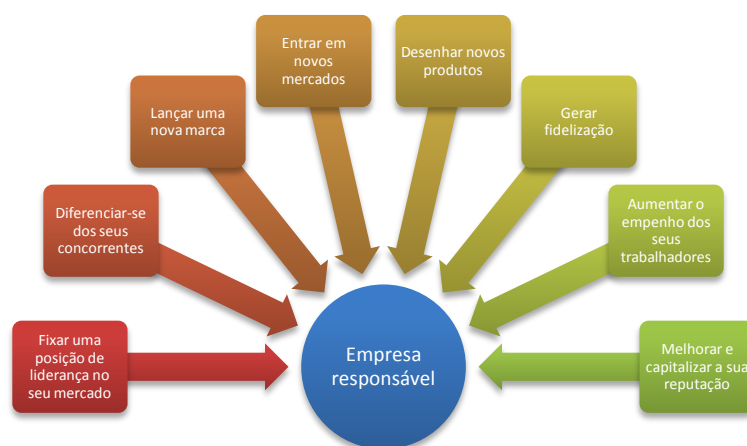 Fixar uma
posição de
liderança no
seu mercado
Diferenciar-se
dos seus
concorrentes
Lançar uma
nova marca
Entrar em
novos
mercados
Desenhar novos
produtos
Gerar
fidelização
Aumentar o
empenho dos
seus
trabalhadores
Melhorar e
capitalizar a sua
reputação
Empresa
responsável